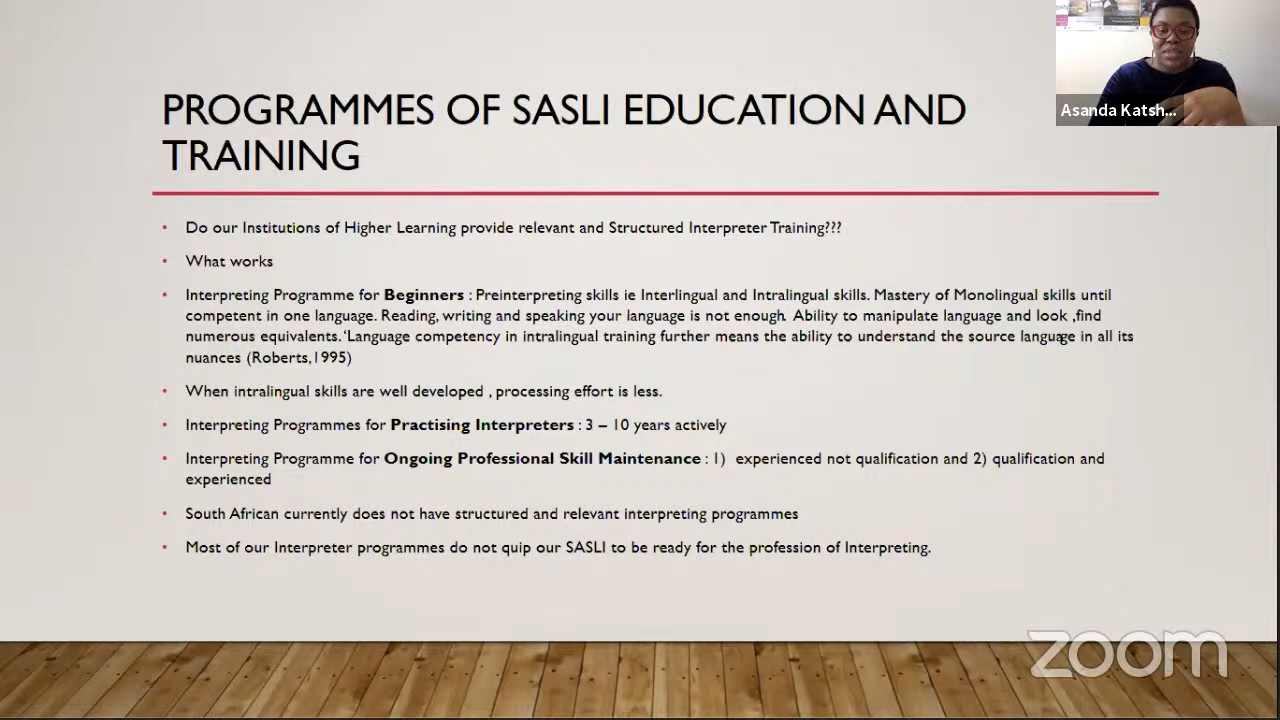 PROGRAMMES OF SASLI EDUCATION AND
TRAINING
Asanda Katsh...
• Do our Institutions of Higher Learning provide relevant and Structured Interpreter Training???
• What works
• Interpreting Programme for Beginners : Preinterpreting skills ie Interlingual and Intralingual skills. Mastery of Monolingual skills until
competent in one language. Reading, writing and speaking your language is not enough. Ability to manipulate language and look ,find
numerous equivalents. 'Language competency in intralingual training further means the ability to understand the source language in all its
nuances (Roberts,1995)
• When intralingual skills are well developed , processing effort is less.
• Interpreting Programmes for Practising Interpreters : 3 – 10 years actively
• Interpreting Programme for Ongoing Professional Skill Maintenance : 1) experienced not qualification and 2) qualification and
experienced
• South African currently does not have structured and relevant interpreting programmes
• Most of our Interpreter programmes do not quip our SASLI to be ready for the profession of Interpreting.
zoom